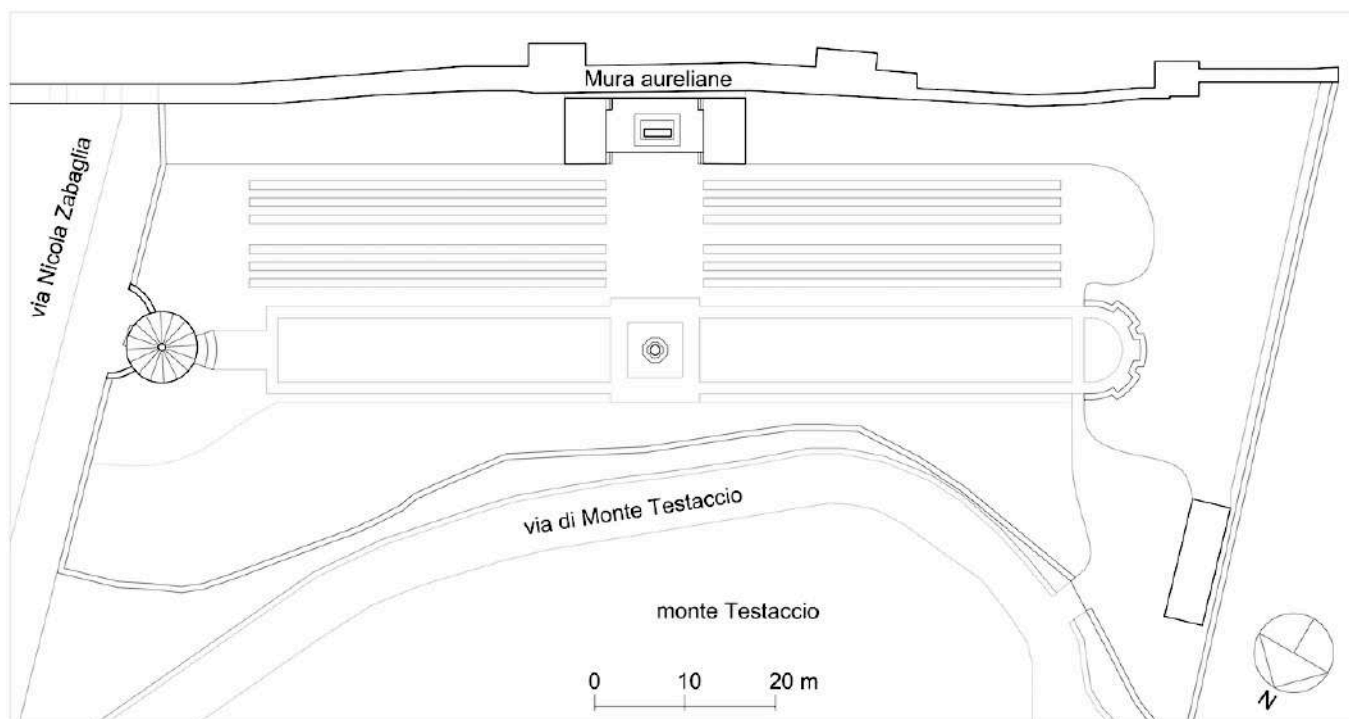 Mura aureliane
via Nicola Zabaglia
via di Monte Testaccio
monte Testaccio
0 10 20 m
N